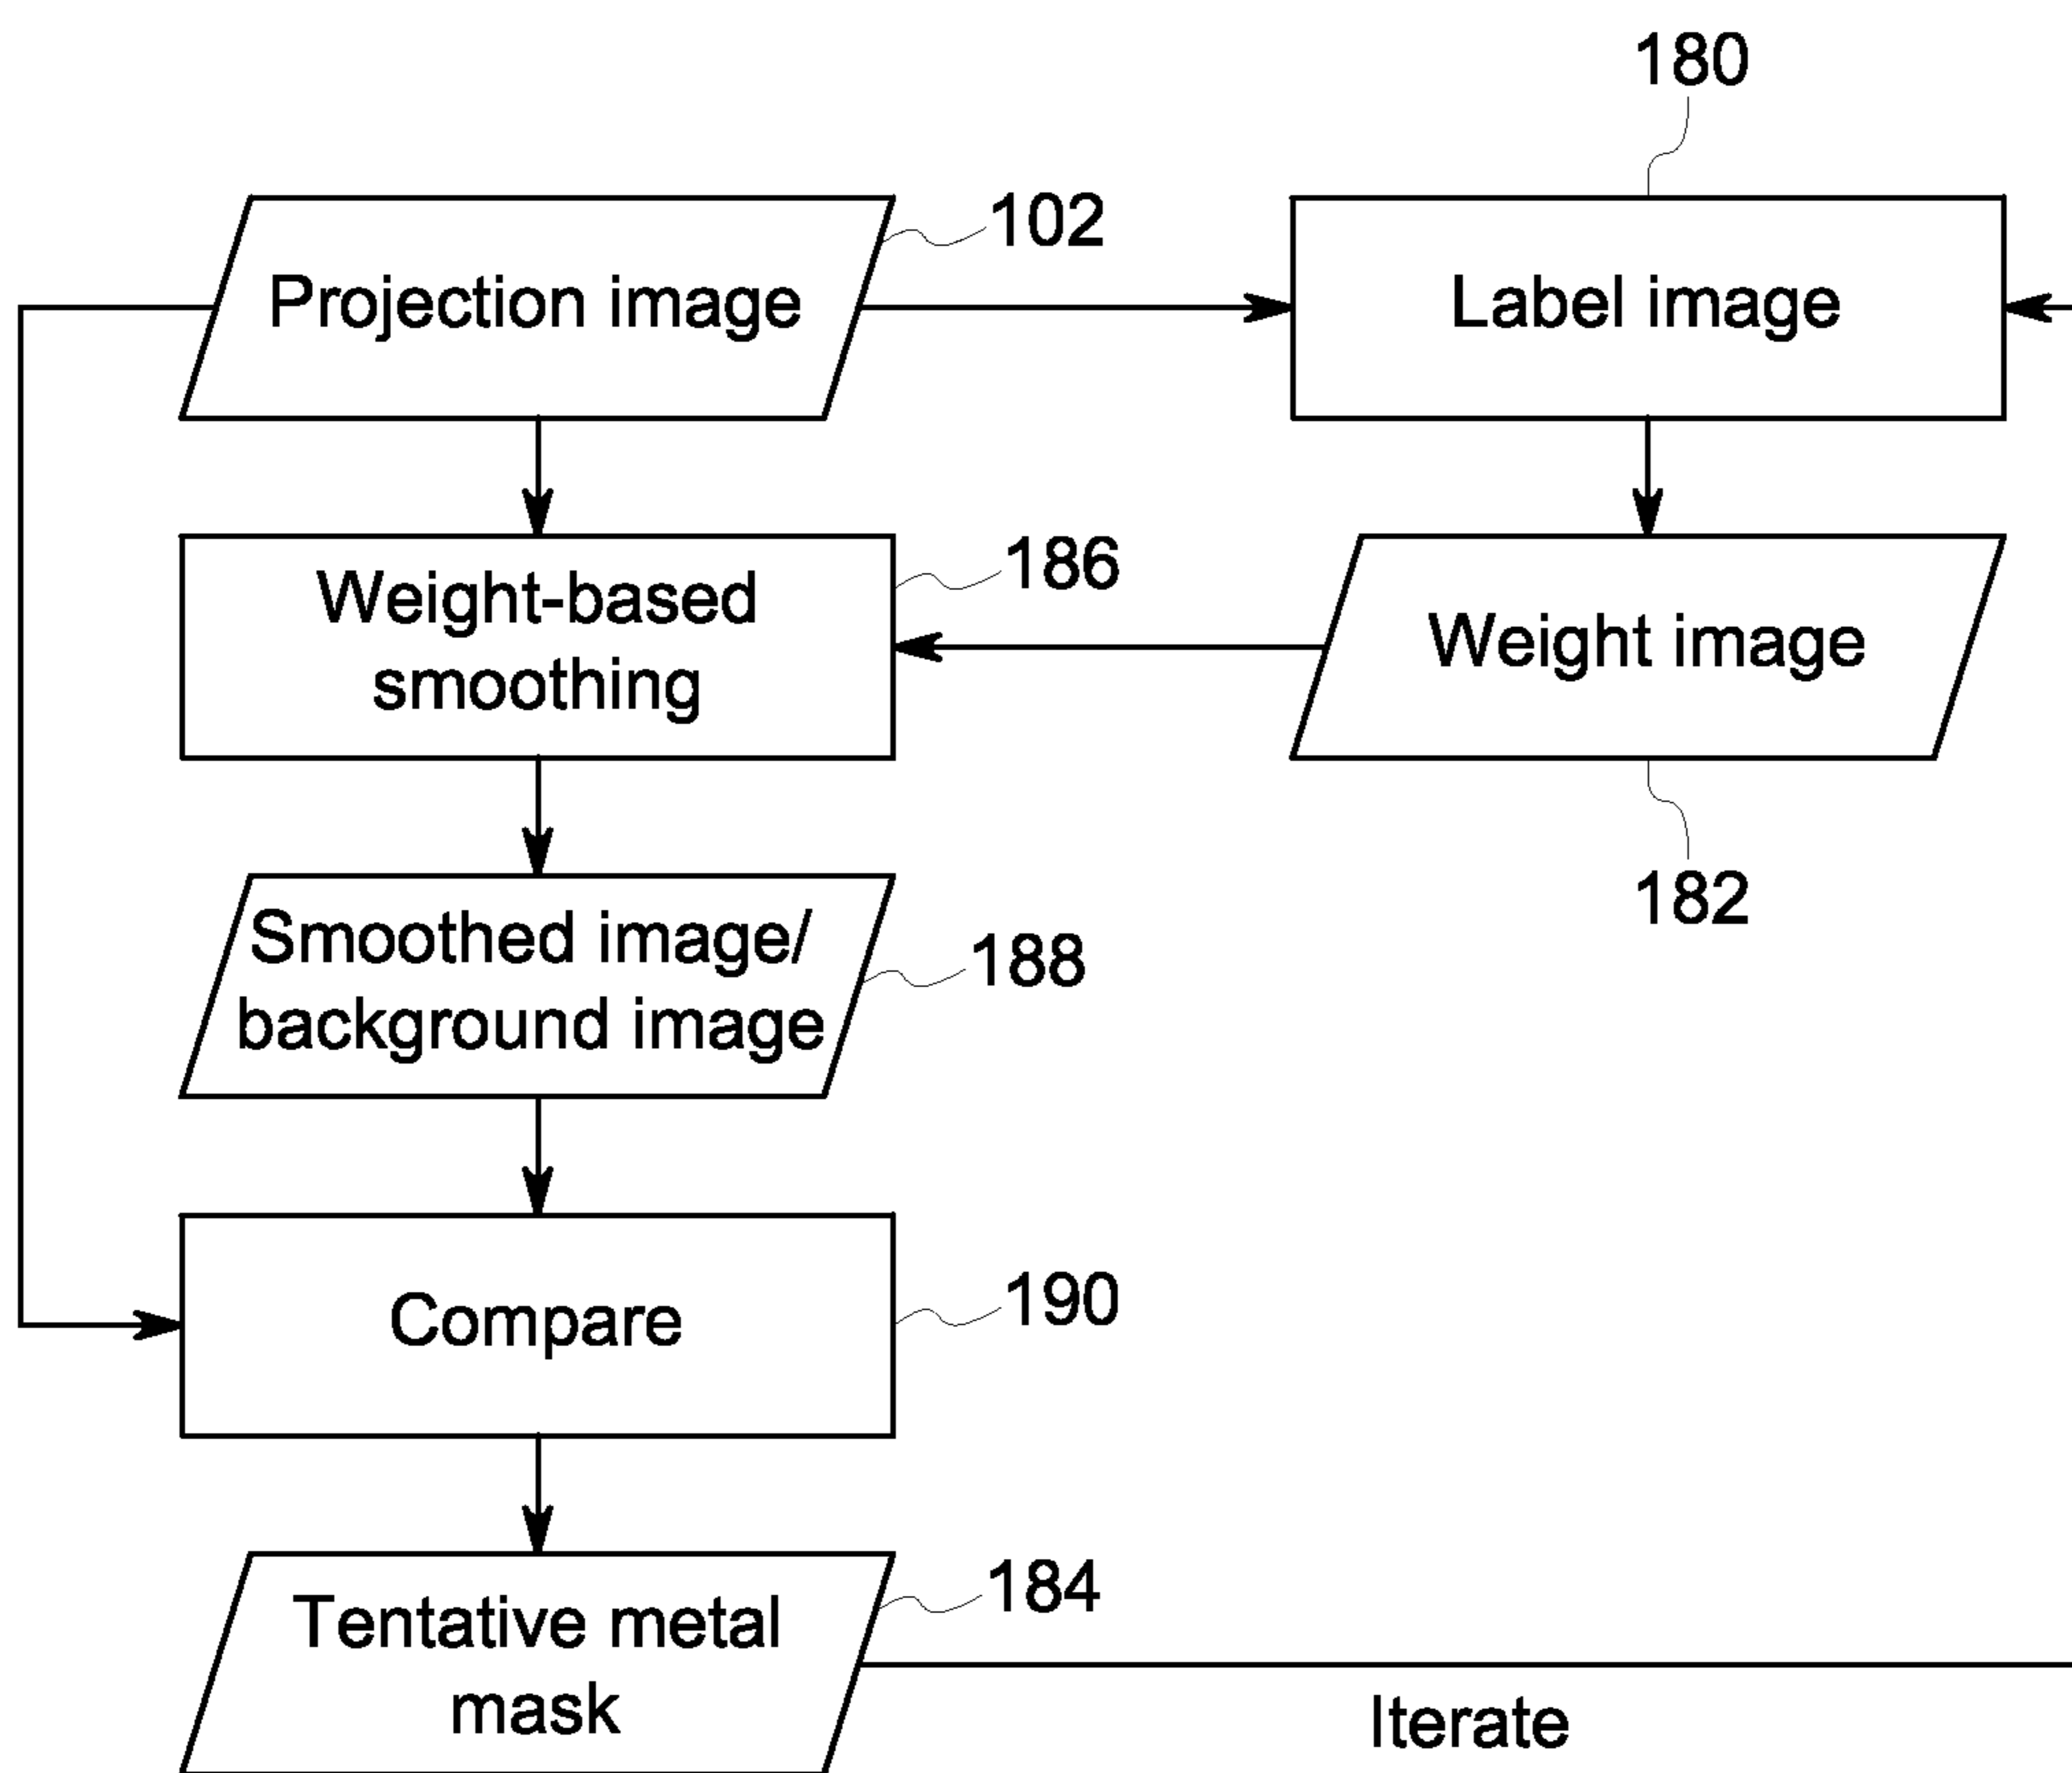 180
102
Projection image
Label image
186
Weight-based
smoothing
Weight image
182
188
Smoothed image/
background image
190
Compare
184
Tentative metal
mask
Iterate